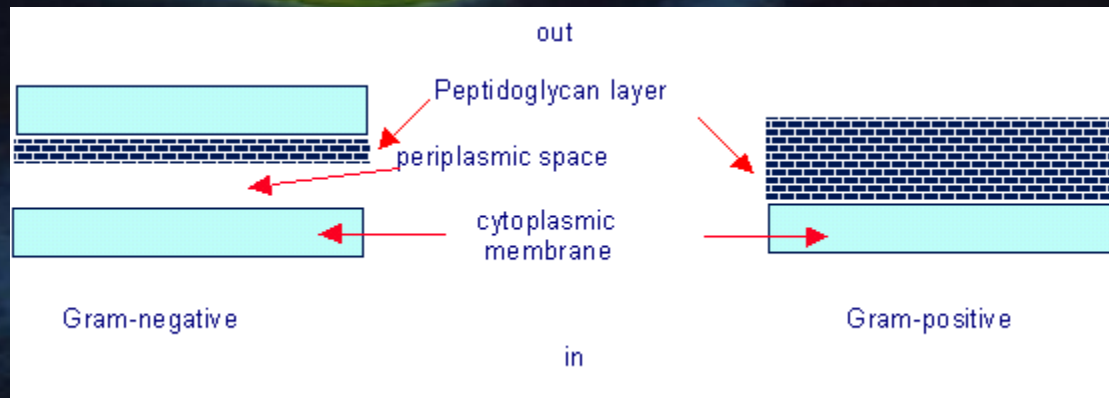 out
Peptidoglycan layer
periplasmic space
cytoplasmic
membrane
Gram-negative
Gram-positive
in